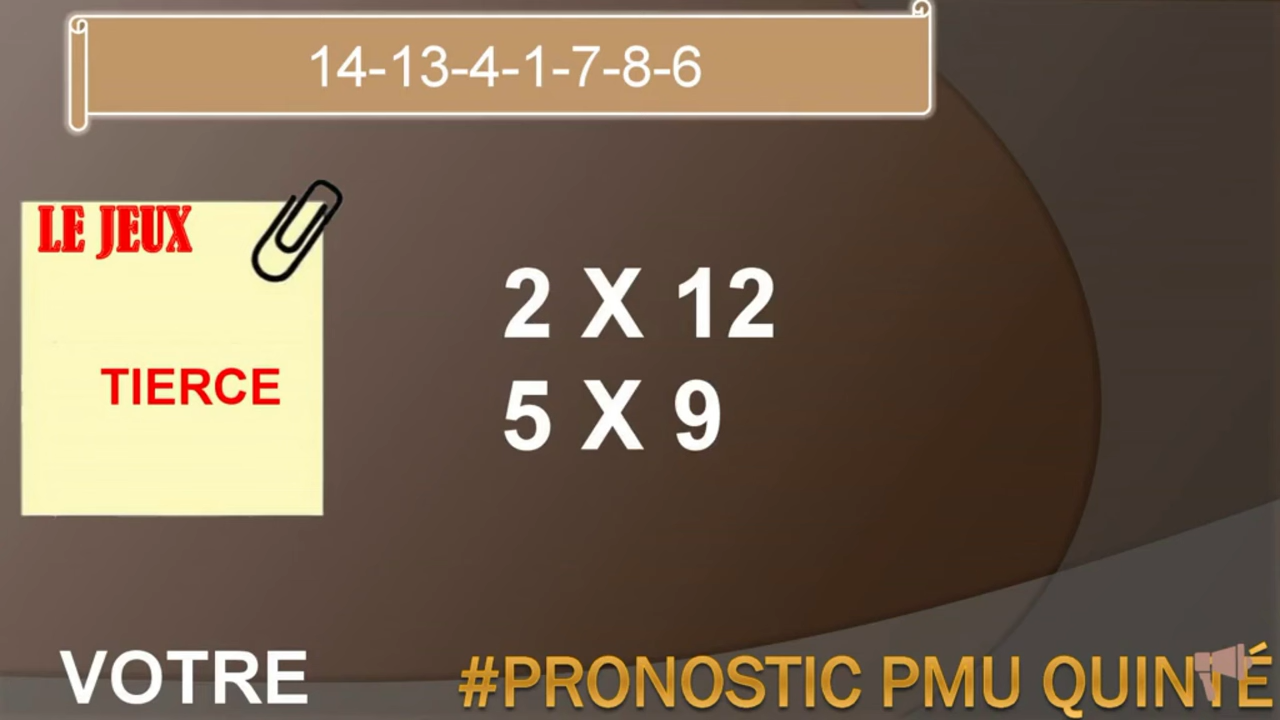 14-13-4-1-7-8-6
LE JEUX
TIERCE
2 X 12
5 X 9
VOTRE
#PRONOSTIC PMU QUINTÉ